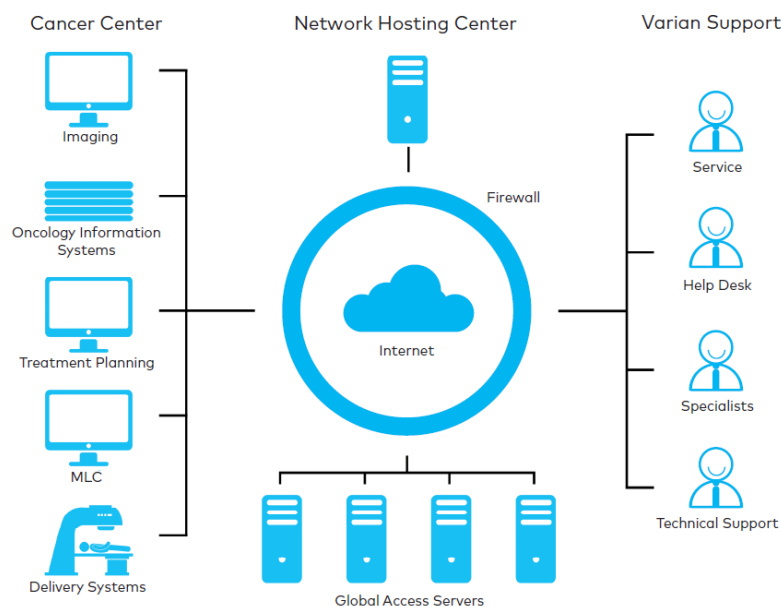 Cancer Center
Network Hosting Center
Varian Support
Imaging
Oncology Information
Systems
Treatment Planning
MLC
Delivery Systems
Firewall
Internet
Global Access Servers
Service
Help Desk
Specialists
Technical Support